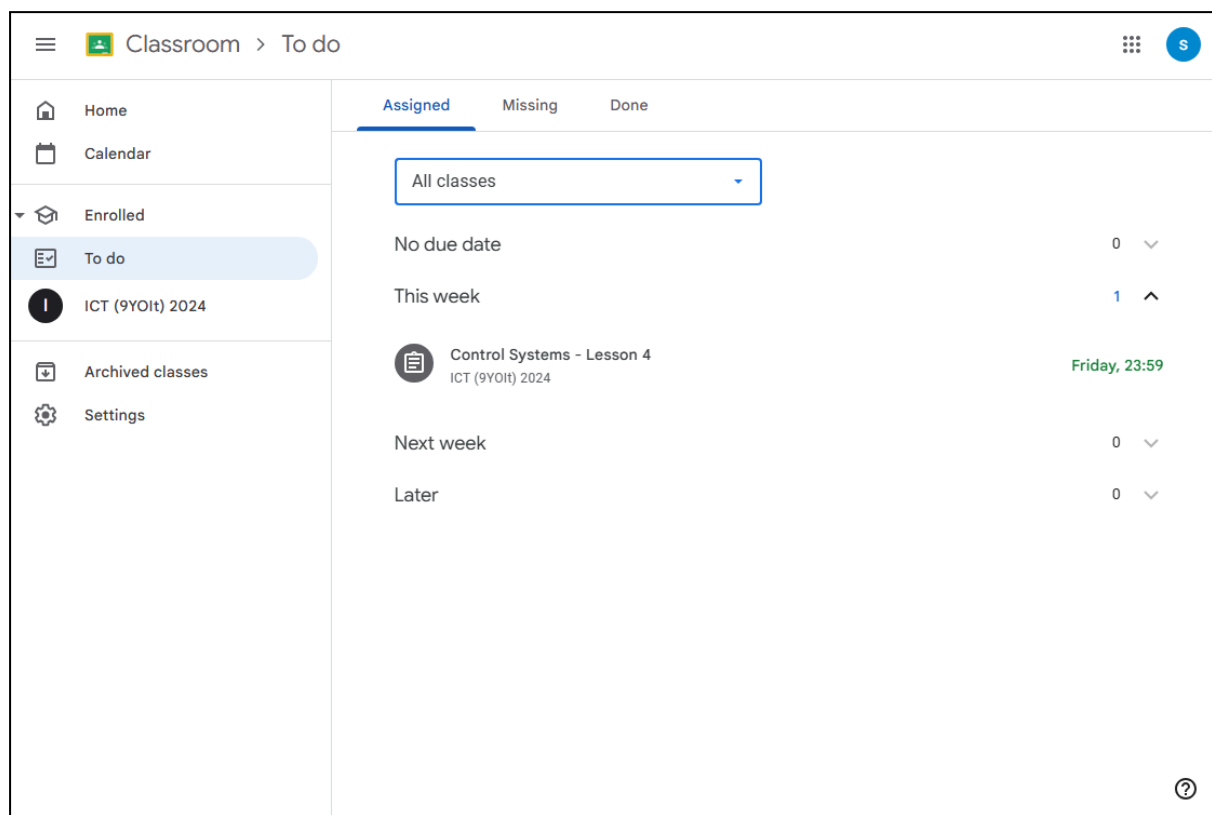 Classroom > To do
S
Home
Calendar
Enrolled
To do
I
ICT (9YOIt) 2024
Archived classes
Settings
Assigned Missing Done
All classes
No due date 0
This week 1
Control Systems - Lesson 4
ICT (9YOIt) 2024
Friday, 23:59
Next week 0
Later 0
?